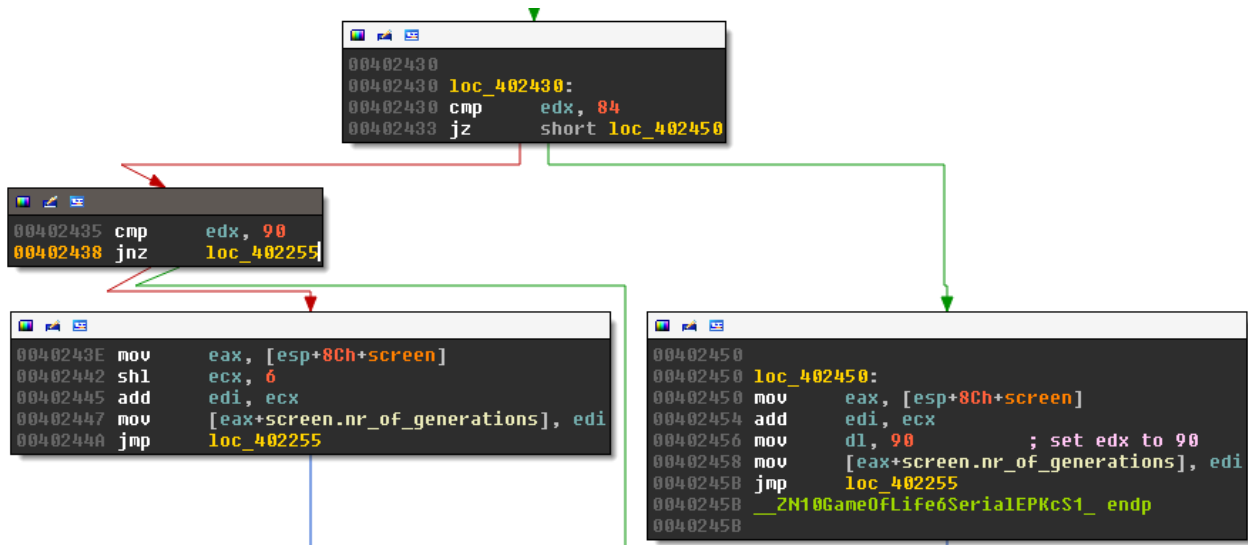 00402430
00402430 loc_402430:
00402430 cmp edx, 84
00402433 jz short loc_402450
00402435 cmp edx, 90
00402438 jnz loc_402255
0040243E mov eax, [esp+8Ch+screen]
00402442 shl ecx, 6
00402445 add edi, ecx
00402447 mov [eax+screen.nr_of_generations], edi
0040244A jmp loc_402255
00402450
00402450 loc_402450:
00402450 mov eax, [esp+8Ch+screen]
00402454 add edi, ecx
00402456 mov dl, 90 ; set edx to 90
00402458 mov [eax+screen.nr_of_generations], edi
0040245B jmp loc_402255
0040245B __ZN10GameOfLife6SerialEPKcS1_ endp
0040245B